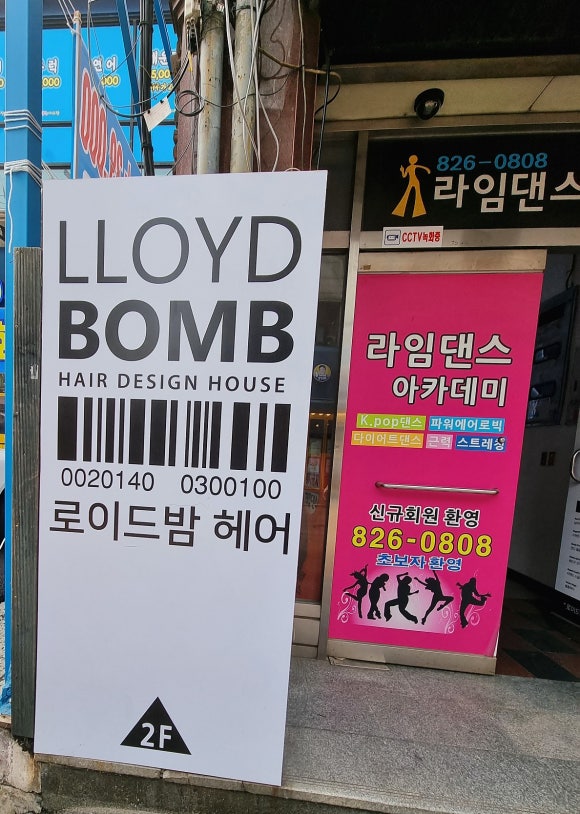 LLOYD
BOMB
HAIR DESIGN HOUSE
0020140 0300100
로이드밤 헤어
2F
826-0808
라임댄스
CCTV녹화중
라임댄스
아카데미
K.pop댄스 파워에어로빅
다이어트댄스 근력 스트레칭
신규회원 환영
826-0808
초보자 환영